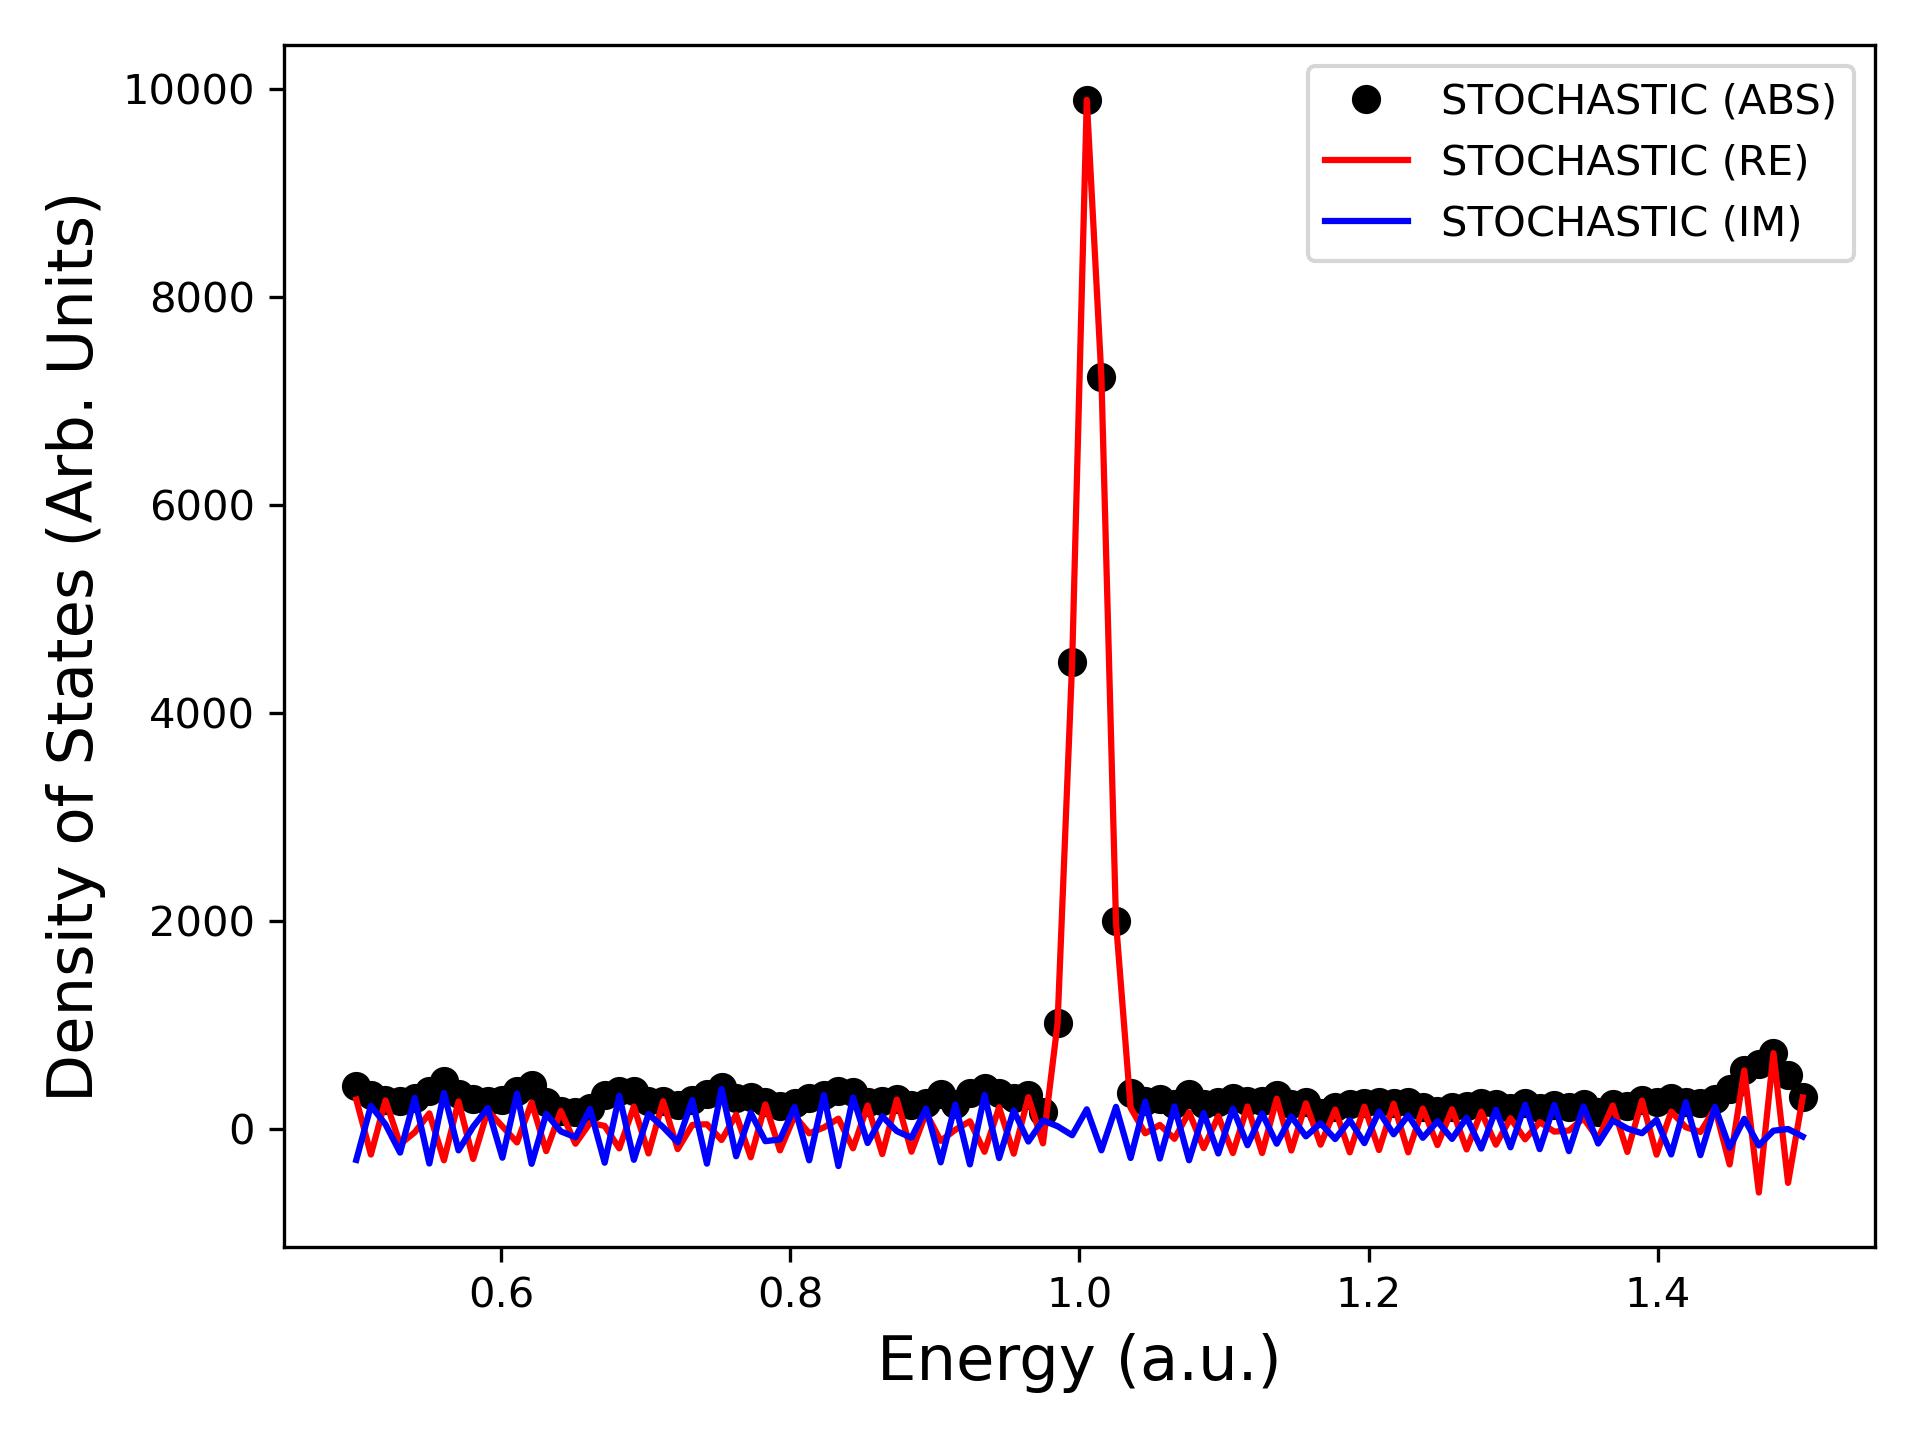 Density of States (Arb. Units)
10000
8000
6000
4000
2000
0
STOCHASTIC (ABS)
STOCHASTIC (RE)
STOCHASTIC (IM)
0.6 0.8 1.0 1.2 1.4
Energy (a.u.)